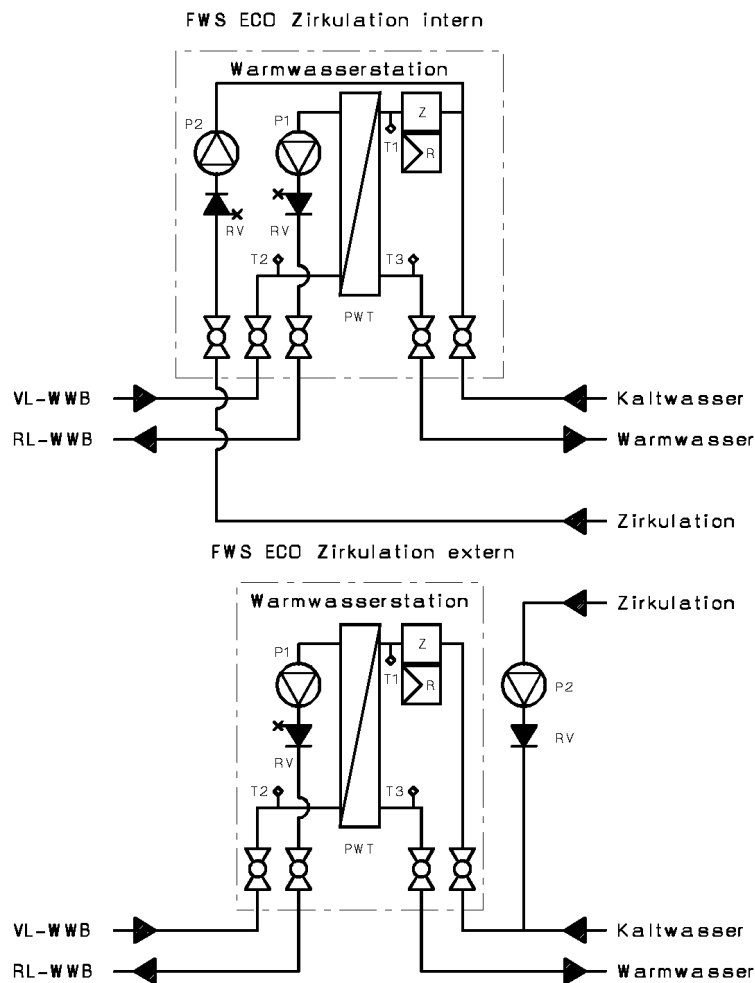 FWS ECO Zirkulation intern
Warmwasserstation
P2
P1
Z
T1
R
RV
RV
T2
T3
PWT
VL-WWB
Kaltwasser
RL-WWB
Warmwasser
Zirkulation
FWS ECO Zirkulation extern
Warmwasserstation
Zirkulation
P1
Z
T1
R
P2
RV
RV
T2
T3
PWT
VL-WWB
Kaltwasser
RL-WWB
Warmwasser